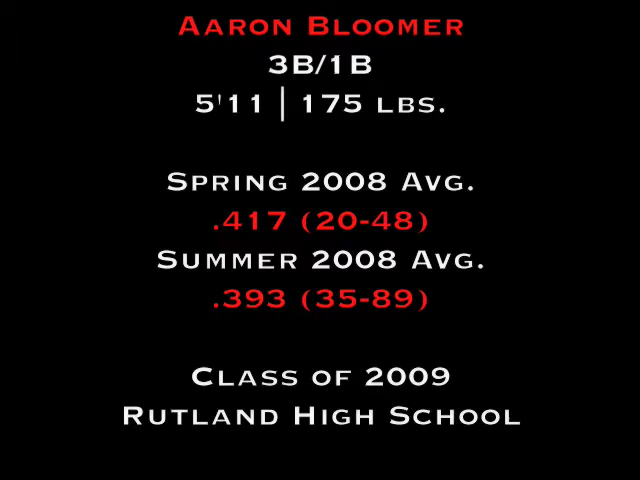 Aaron Bloomer
3B/1B
5'11 | 175 lbs.
Spring 2008 Avg.
.417 (20-48)
Summer 2008 Avg.
.393 (35-89)
Class of 2009
Rutland High School